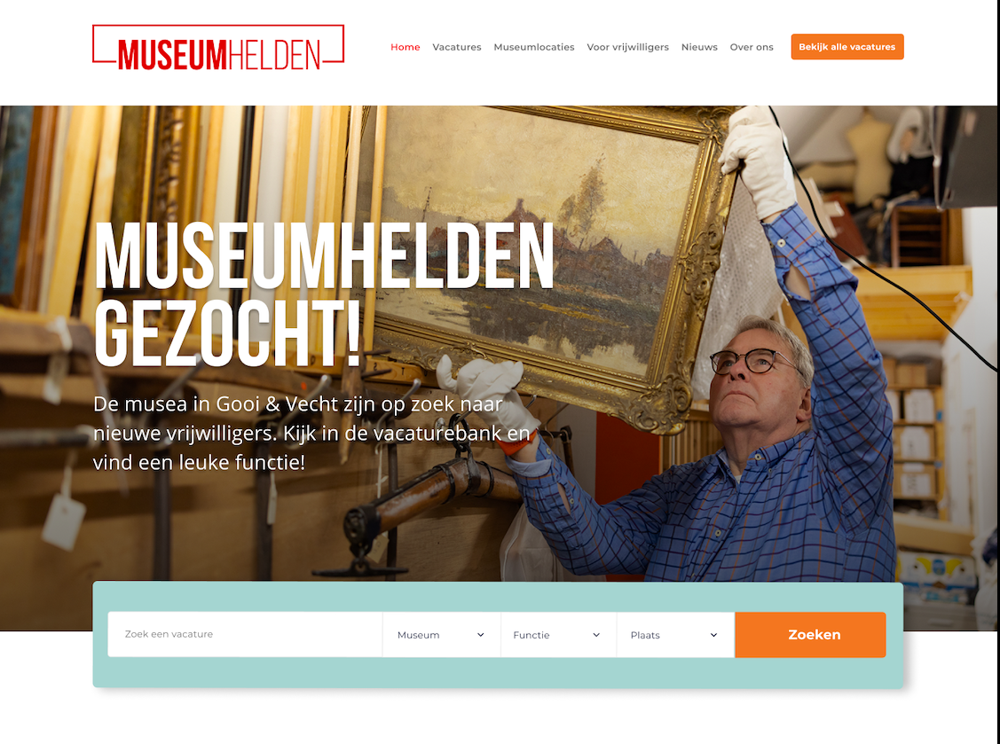 MUSEUMHELDEN
Home Vacatures Museumlocaties Voor vrijwilligers Nieuws Over ons Bekijk alle vacatures
MUSEUMHELDEN
GEZOCHT!
De musea in Gooi & Vecht zijn op zoek naar
nieuwe vrijwilligers. Kijk in de vacaturebank en
vind een leuke functie!
Zoek een vacature Museum Functie Plaats Zoeken